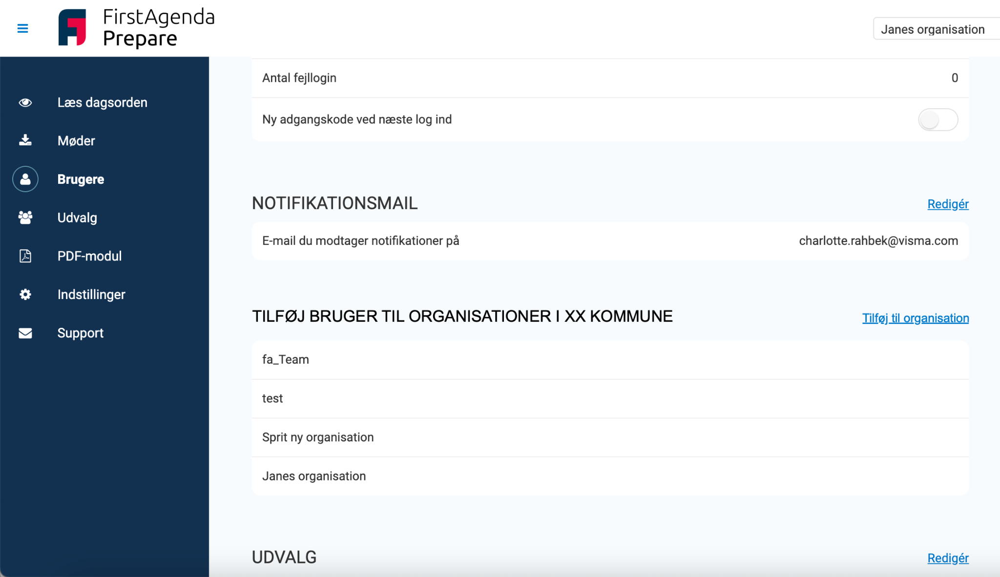 FirstAgenda
Prepare
Janes organisation
Læs dagsorden
Møder
Brugere
Udvalg
PDF-modul
Indstillinger
Support
Antal fejllogin 0
Ny adgangskode ved næste log ind
NOTIFIKATIONSMAIL Redigér
E-mail du modtager notifikationer på charlotte.rahbek@visma.com
TILFØJ BRUGER TIL ORGANISATIONER I XX KOMMUNE Tilføj til organisation
fa_Team
test
Sprit ny organisation
Janes organisation
UDVALG Redigér